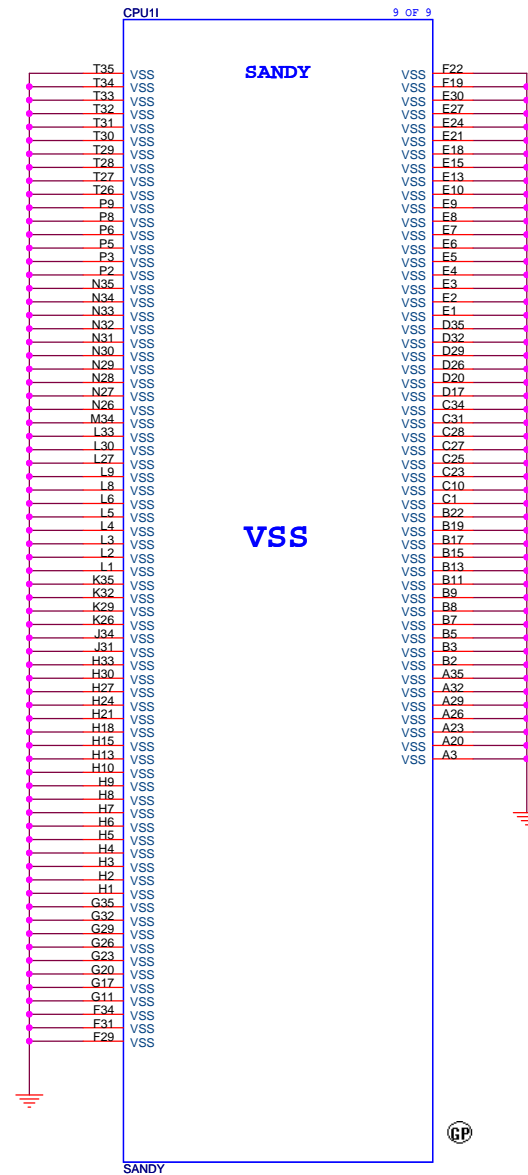 CPU1I 9 OF 9
SANDY
T35 VSS VSS F22
T34 VSS VSS F19
T33 VSS VSS E30
T32 VSS VSS E27
T31 VSS VSS E24
T30 VSS VSS E21
T29 VSS VSS E18
T28 VSS VSS E15
T27 VSS VSS E13
T26 VSS VSS E10
P9 VSS VSS E9
P8 VSS VSS E8
P6 VSS VSS E7
P5 VSS VSS E6
P3 VSS VSS E5
P2 VSS VSS E4
N35 VSS VSS E3
N34 VSS VSS E2
N33 VSS VSS E1
N32 VSS VSS D35
N31 VSS VSS D32
N30 VSS VSS D29
N29 VSS VSS D26
N28 VSS VSS D20
N27 VSS VSS D17
N26 VSS VSS C34
M34 VSS VSS C31
L33 VSS VSS C28
L30 VSS VSS C27
L27 VSS VSS C25
L9 VSS VSS C23
L8 VSS VSS C10
L6 VSS VSS C1
L5 VSS VSS B22
L4 VSS VSS B19
VSS
L3 VSS VSS B17
L2 VSS VSS B15
L1 VSS VSS B13
K35 VSS VSS B11
K32 VSS VSS B9
K29 VSS VSS B8
K26 VSS VSS B7
J34 VSS VSS B5
J31 VSS VSS B3
H33 VSS VSS B2
H30 VSS VSS A35
H27 VSS VSS A32
H24 VSS VSS A29
H21 VSS VSS A26
H18 VSS VSS A23
H15 VSS VSS A20
H13 VSS VSS A3
H10 VSS
H9 VSS
H8 VSS
H7 VSS
H6 VSS
H5 VSS
H4 VSS
H3 VSS
H2 VSS
H1 VSS
G35 VSS
G32 VSS
G29 VSS
G26 VSS
G23 VSS
G20 VSS
G17 VSS
G11 VSS
F34 VSS
F31 VSS
F29 VSS
GP
SANDY